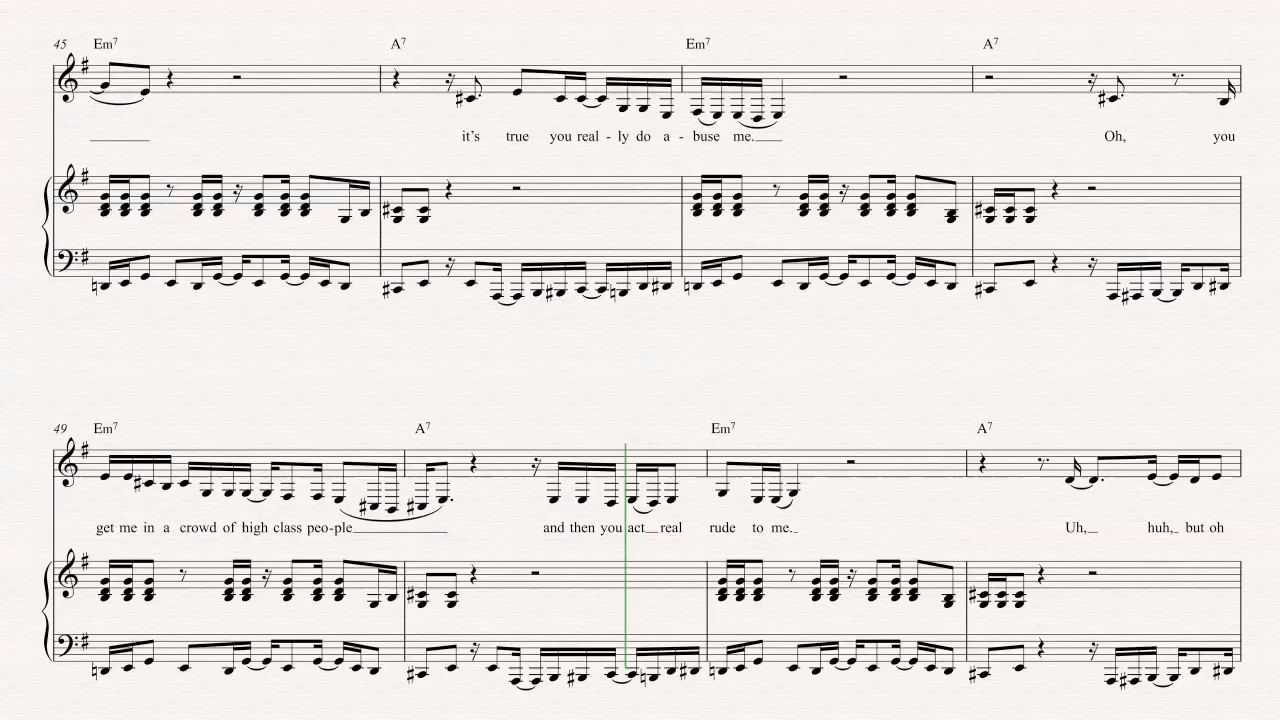 45 Em7 A7 Em7 A7
it's true you real - ly do a - buse me. Oh, you
49 Em7 A7 Em7 A7
get me in a crowd of high class peo-ple and then you act real rude to me. Uh, huh, but oh